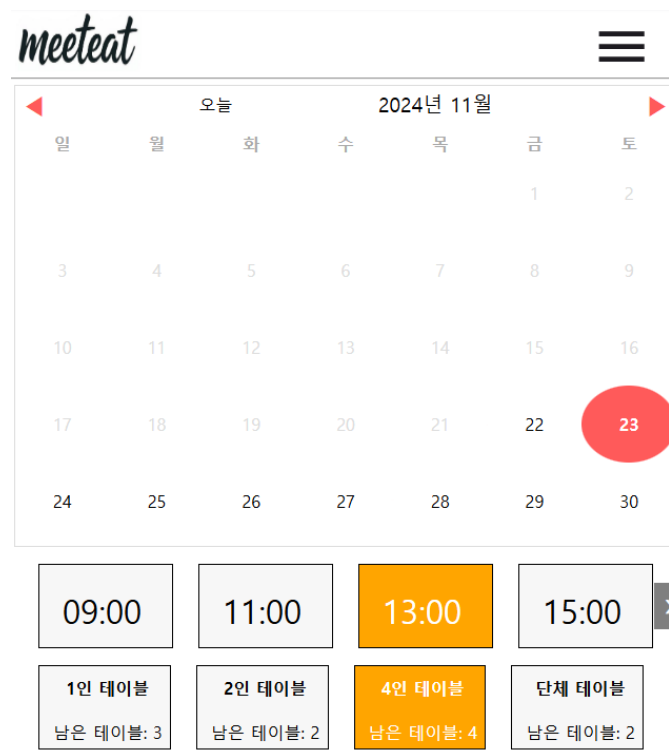 meeteat
오늘 2024년 11월
일 월 화 수 목 금 토
1 2
3 4 5 6 7 8 9
10 11 12 13 14 15 16
17 18 19 20 21 22 23
24 25 26 27 28 29 30
09:00 11:00 13:00 15:00
1인 테이블 2인 테이블 4인 테이블 단체 테이블
남은 테이블: 3 남은 테이블: 2 남은 테이블: 4 남은 테이블: 2